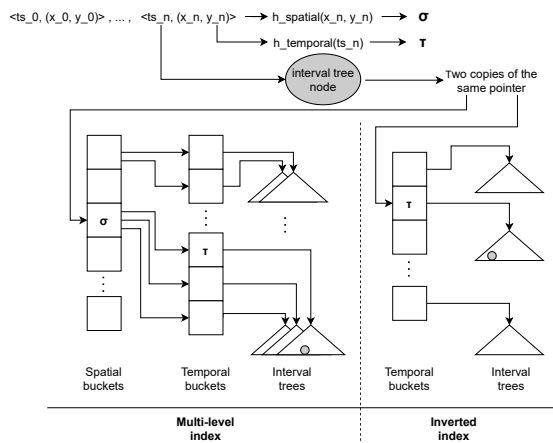 <ts_0, (x_0, y_0)> , ... , <ts_n, (x_n, y_n)>
h_spatial(x_n, y_n)
σ
h_temporal(ts_n)
τ
interval tree
node
Two copies of the
same pointer
σ
τ
τ
Spatial
buckets
Temporal
buckets
Interval
trees
Temporal
buckets
Interval
trees
Multi-level
index
Inverted
index